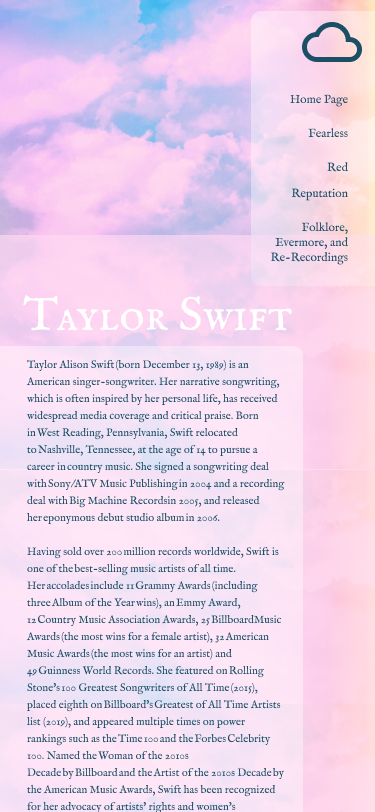 Home Page
Fearless
Red
Reputation
Folklore,
Evermore, and
Re-Recordings
Taylor Swift
Taylor Alison Swift (born December 13, 1989) is an
American singer-songwriter. Her narrative songwriting,
which is often inspired by her personal life, has received
widespread media coverage and critical praise. Born
in West Reading, Pennsylvania, Swift relocated
to Nashville, Tennessee, at the age of 14 to pursue a
career in country music. She signed a songwriting deal
with Sony/ATV Music Publishing in 2004 and a recording
deal with Big Machine Recordsin 2005, and released
her eponymous debut studio album in 2006.
Having sold over 200 million records worldwide, Swift is
one of the best-selling music artists of all time.
Her accolades include 11 Grammy Awards (including
three Album of the Year wins), an Emmy Award,
12 Country Music Association Awards, 25 BillboardMusic
Awards (the most wins for a female artist), 32 American
Music Awards (the most wins for an artist) and
49 Guinness World Records. She featured on Rolling
Stone's 100 Greatest Songwriters of All Time (2015),
placed eighth on Billboard's Greatest of All Time Artists
list (2019), and appeared multiple times on power
rankings such as the Time 100 and the Forbes Celebrity
100. Named the Woman of the 2010s
Decade by Billboard and the Artist of the 2010s Decade by
the American Music Awards, Swift has been recognized
for her advocacy of artists' rights and women's